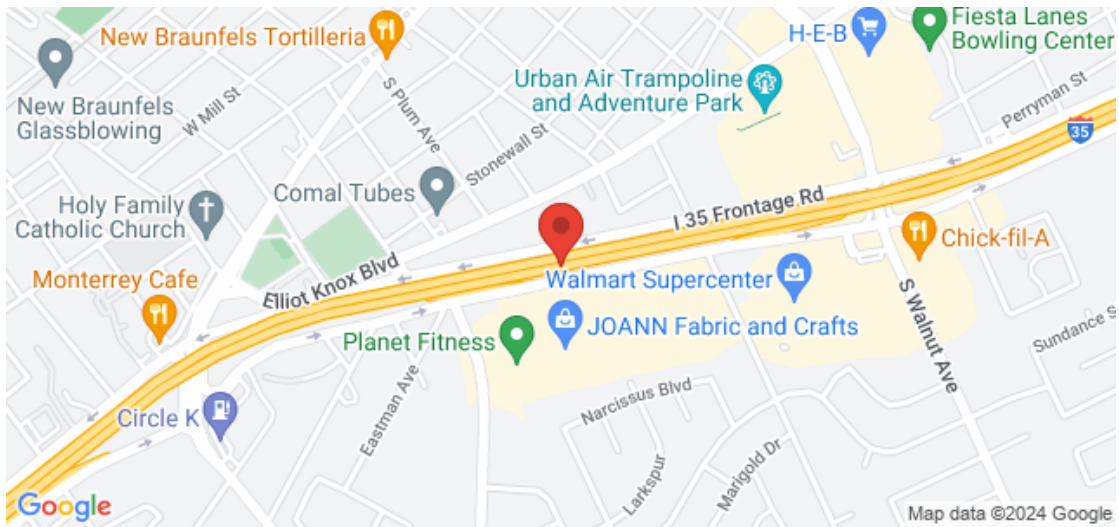 Fiesta Lanes
Bowling Center
H-E-B
New Braunfels Tortilleria
Urban Air Trampoline
and Adventure Park
New Braunfels
Glassblowing
W Mill St
S Plum Ave
Stonewall St
Perryman St
35
Comal Tubes
Holy Family
Catholic Church
I 35 Frontage Rd
Chick-fil-A
Elliot Knox Blvd
Monterrey Cafe
Walmart Supercenter
JOANN Fabric and Crafts
Planet Fitness
S Walnut Ave
Sundance S
Eastman Ave
Narcissus Blvd
Circle K
Marigold Dr
Larkspur
Google
Map data ©2024 Google